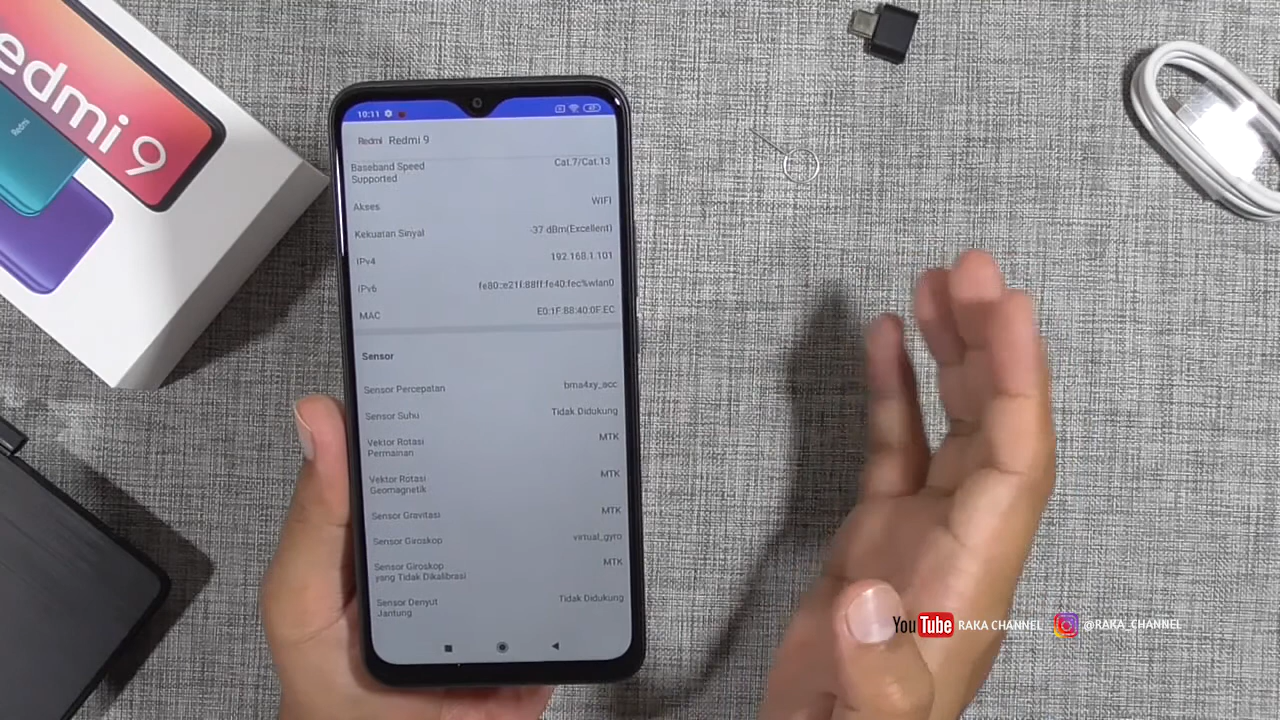 edmi 9
Redmi
10:11
Redmi Redmi 9
Baseband Speed Supported Cat.7/Cat.13
Akses WIFI
Kekuatan Sinyal -37 dBm(Excellent)
IPv4 192.168.1.101
IPv6 fe80::e21f:88ff:fe40:fec%wlan0
MAC E0:1F:88:40:0F:EC
Sensor
Sensor Percepatan bma4xy_acc
Sensor Suhu Tidak Didukung
Vektor Rotasi Permainan MTK
Vektor Rotasi Geomagnetik MTK
Sensor Gravitasi MTK
Sensor Giroskop virtual_gyro
Sensor Giroskop yang Tidak Dikalibrasi MTK
Sensor Denyut Jantung Tidak Didukung
YouTube RAKA CHANNEL @RAKA_CHANNEL